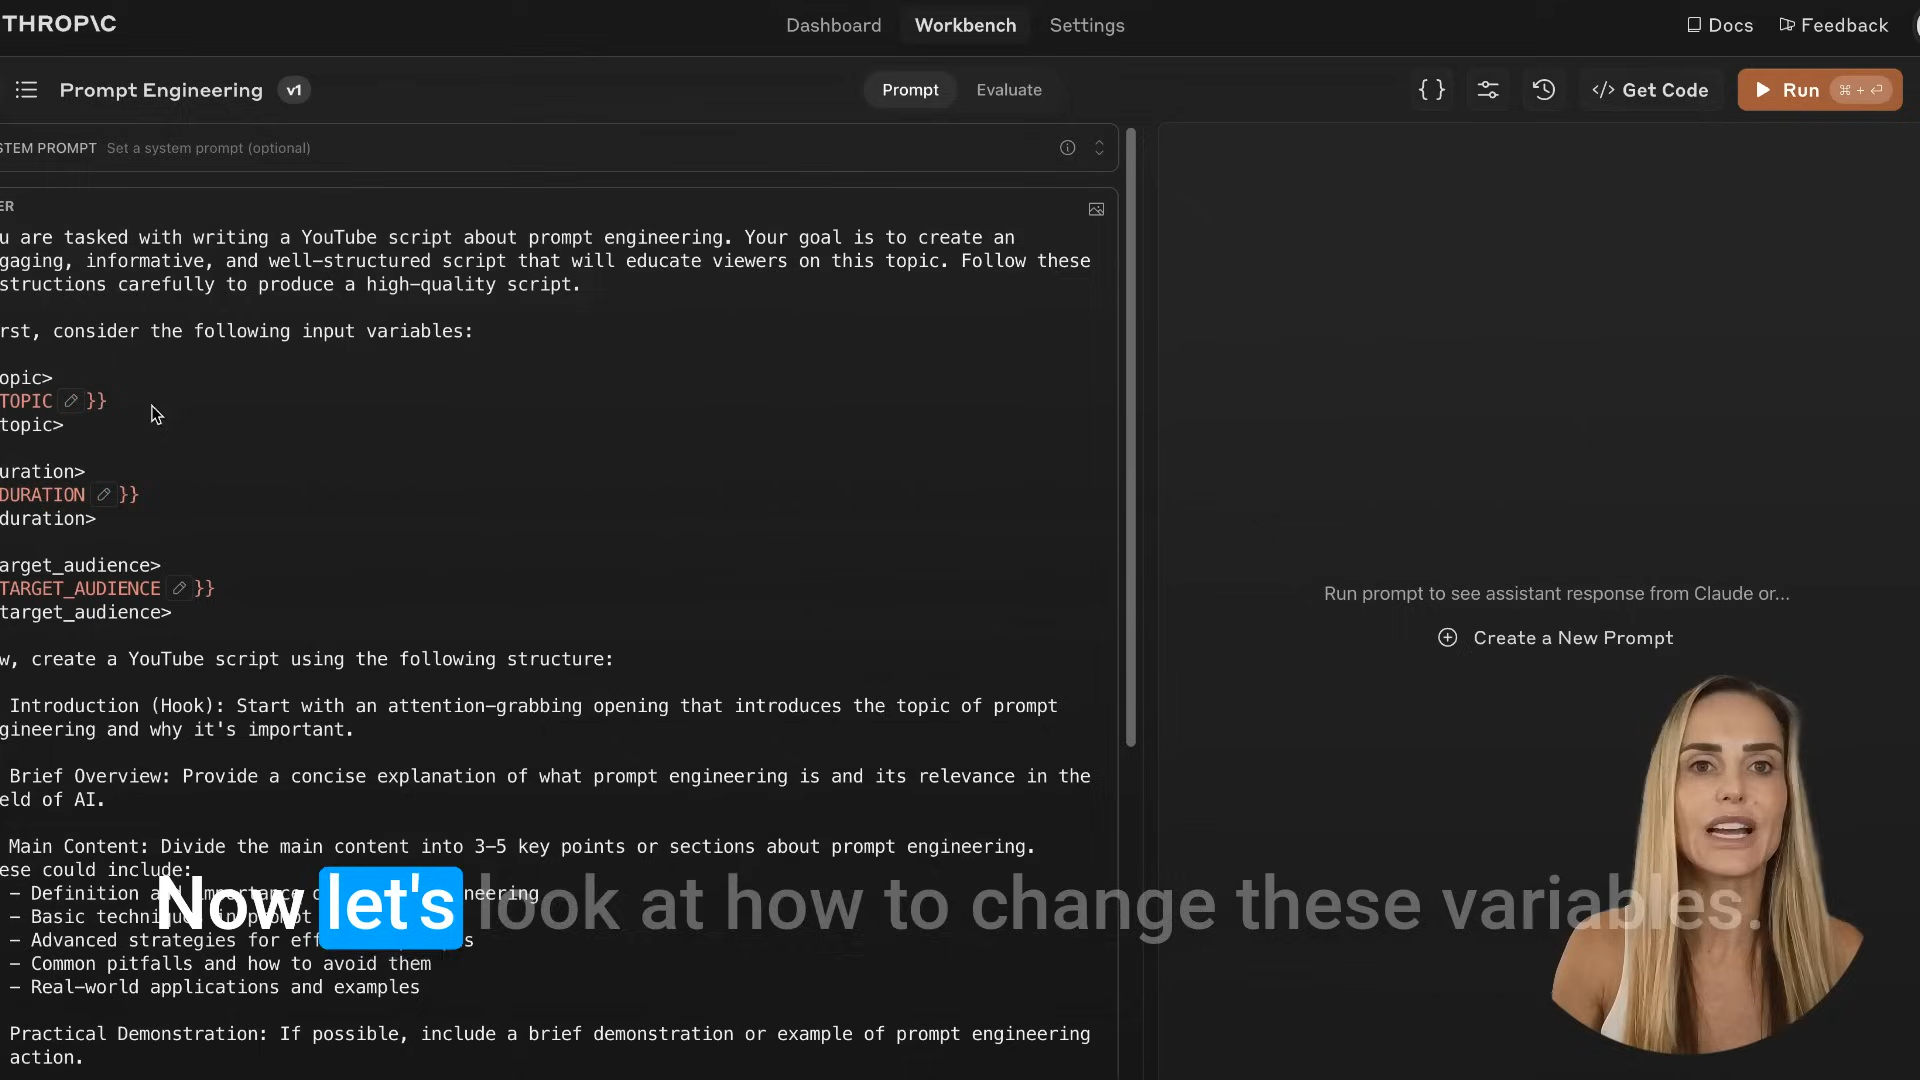 THROP\C
Dashboard
Workbench
Settings
Docs
Feedback
Prompt Engineering
v1
Prompt
Evaluate
{ }
</> Get Code
Run
⌘ + ⏎
STEM PROMPT
Set a system prompt (optional)
ER
u are tasked with writing a YouTube script about prompt engineering. Your goal is to create an
gaging, informative, and well-structured script that will educate viewers on this topic. Follow these
structions carefully to produce a high-quality script.
rst, consider the following input variables:
opic>
TOPIC }}
topic>
uration>
DURATION }}
duration>
arget_audience>
TARGET_AUDIENCE }}
target_audience>
w, create a YouTube script using the following structure:
Introduction (Hook): Start with an attention-grabbing opening that introduces the topic of prompt
gineering and why it's important.
Brief Overview: Provide a concise explanation of what prompt engineering is and its relevance in the
eld of AI.
Main Content: Divide the main content into 3-5 key points or sections about prompt engineering.
ese could include:
- Definition
- Basic
- Advanced strategies for
- Common pitfalls and how to avoid them
- Real-world applications and examples
Practical Demonstration: If possible, include a brief demonstration or example of prompt engineering
action.
Run prompt to see assistant response from Claude or...
Create a New Prompt
Now let's look at how to change these variables.